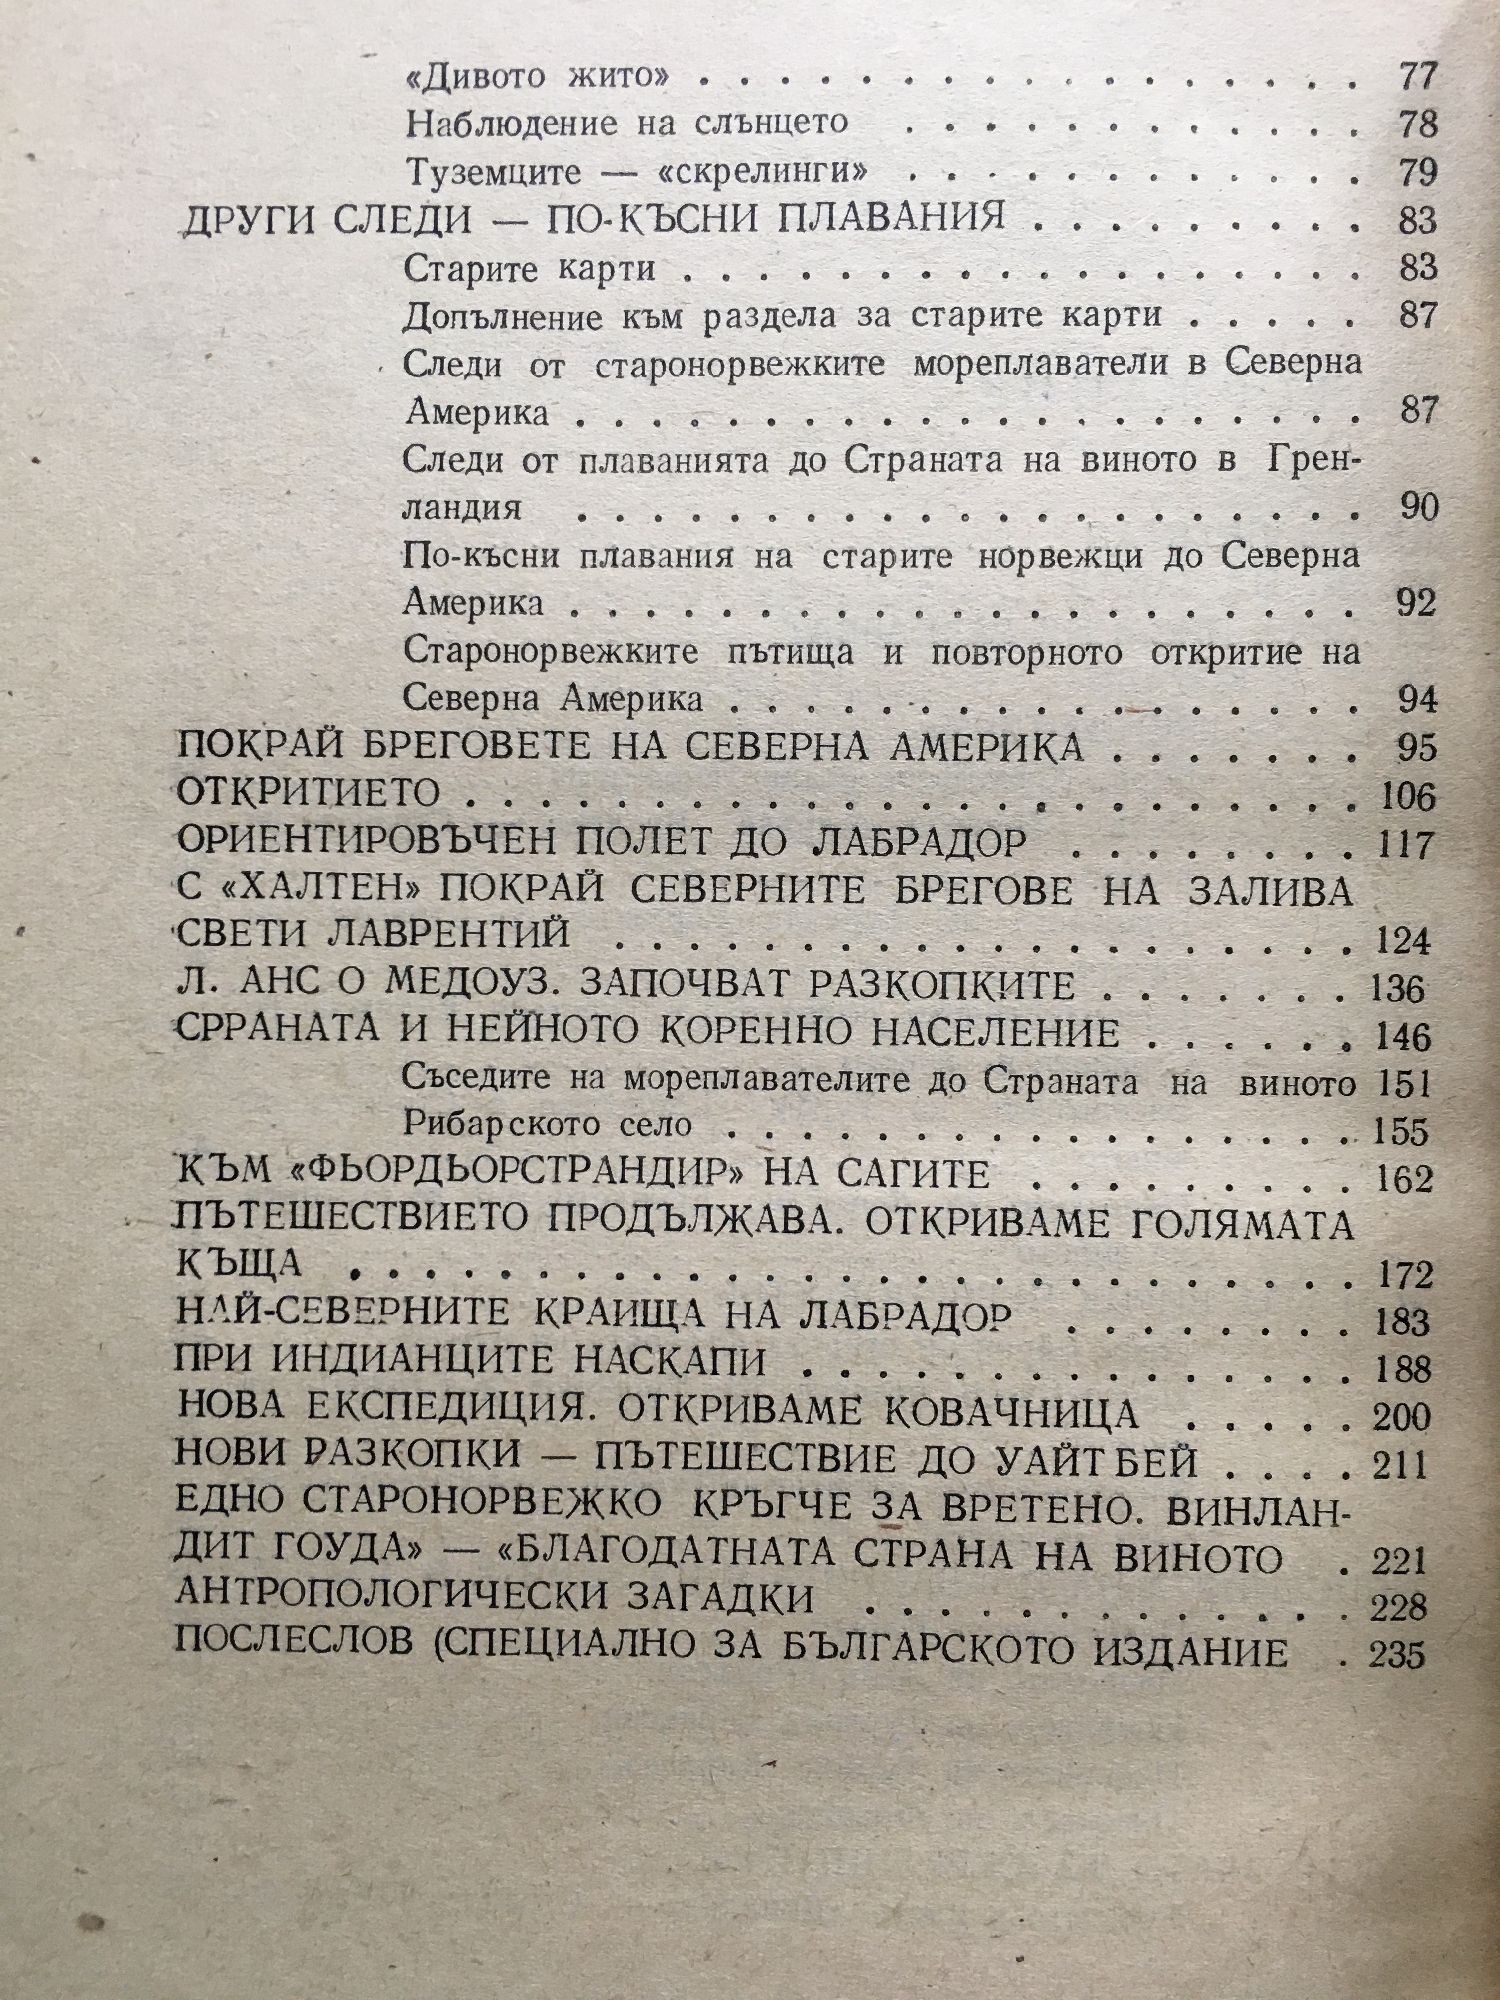 «Дивото жито» . . . . . . . . . . . . . . . . . 77
Наблюдение на слънцето . . . . . . . . . . . . 78
Туземците — «скрелинги» . . . . . . . . . . . . 79
ДРУГИ СЛЕДИ — ПО-КЪСНИ ПЛАВАНИЯ . . . . . . . . . 83
Старите карти . . . . . . . . . . . . . . . . . . 83
Допълнение към раздела за старите карти . . . . . 87
Следи от старонорвежките мореплаватели в Северна
Америка . . . . . . . . . . . . . . . . . . . . . 87
Следи от плаванията до Страната на виното в Грен-
ландия . . . . . . . . . . . . . . . . . . . . . 90
По-късни плавания на старите норвежци до Северна
Америка . . . . . . . . . . . . . . . . . . . . . 92
Старонорвежките пътища и повторното откритие на
Северна Америка . . . . . . . . . . . . . . . . . 94
ПОКРАЙ БРЕГОВЕТЕ НА СЕВЕРНА АМЕРИКА . . . . . . . 95
ОТКРИТИЕТО . . . . . . . . . . . . . . . . . . . . . . . . 106
ОРИЕНТИРОВЪЧЕН ПОЛЕТ ДО ЛАБРАДОР . . . . . . . . 117
С «ХАЛТЕН» ПОКРАЙ СЕВЕРНИТЕ БРЕГОВЕ НА ЗАЛИВА
СВЕТИ ЛАВРЕНТИЙ . . . . . . . . . . . . . . . . . . . . 124
Л. АНС О МЕДОУЗ. ЗАПОЧВАТ РАЗКОПКИТЕ . . . . . . . 136
СРРАНАТА И НЕЙНОТО КОРЕННО НАСЕЛЕНИЕ . . . . . . 146
Съседите на мореплавателите до Страната на виното 151
Рибарското село . . . . . . . . . . . . . . . . . 155
КЪМ «ФЬОРДЬОРСТРАНДИР» НА САГИТЕ . . . . . . . . . 162
ПЪТЕШЕСТВИЕТО ПРОДЪЛЖАВА. ОТКРИВАМЕ ГОЛЯМАТА
КЪЩА . . . . . . . . . . . . . . . . . . . . . . . . . . . 172
НАЙ-СЕВЕРНИТЕ КРАИЩА НА ЛАБРАДОР . . . . . . . . 183
ПРИ ИНДИАНЦИТЕ НАСКАПИ . . . . . . . . . . . . . . . 188
НОВА ЕКСПЕДИЦИЯ. ОТКРИВАМЕ КОВАЧНИЦА . . . . . 200
НОВИ РАЗКОПКИ — ПЪТЕШЕСТВИЕ ДО УАЙТ БЕЙ . . . . 211
ЕДНО СТАРОНОРВЕЖКО КРЪГЧЕ ЗА ВРЕТЕНО. ВИНЛАН-
ДИТ ГОУДА» — «БЛАГОДАТНАТА СТРАНА НА ВИНОТО . 221
АНТРОПОЛОГИЧЕСКИ ЗАГАДКИ . . . . . . . . . . . . . 228
ПОСЛЕСЛОВ (СПЕЦИАЛНО ЗА БЪЛГАРСКОТО ИЗДАНИЕ . 235